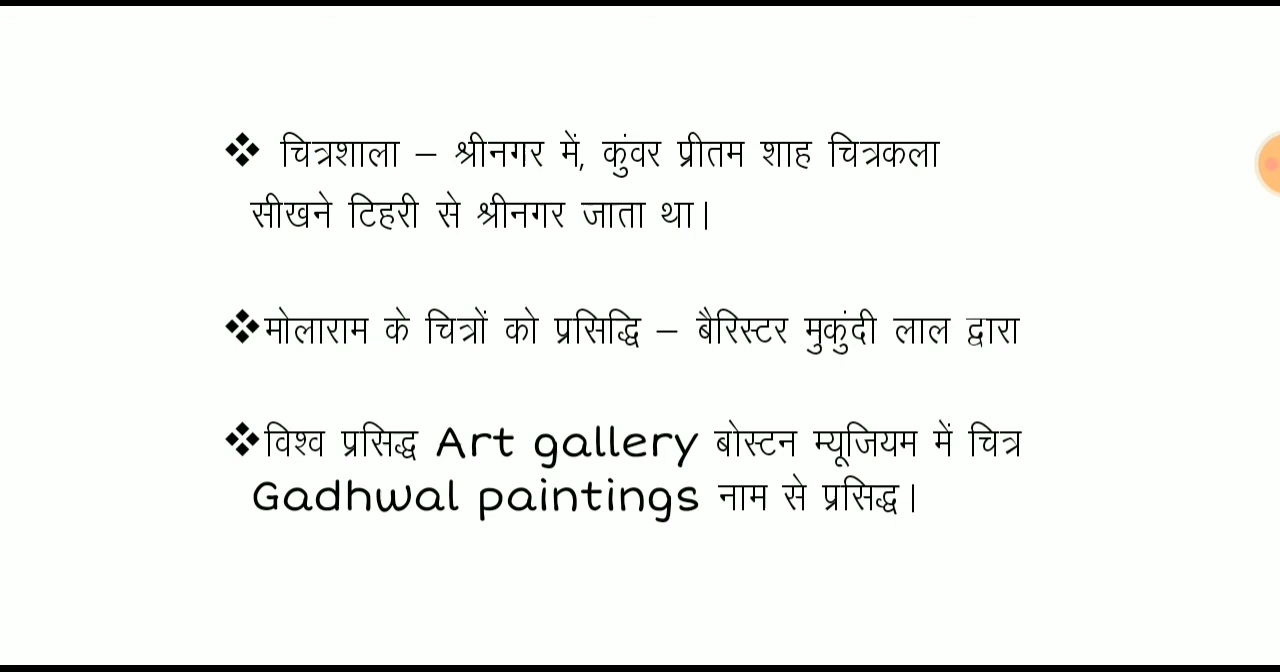 ❖ चित्रशाला – श्रीनगर में, कुंवर प्रीतम शाह चित्रकला
सीखने टिहरी से श्रीनगर जाता था।
❖मोलाराम के चित्रों को प्रसिद्धि – बैरिस्टर मुकुंदी लाल द्वारा
❖विश्व प्रसिद्ध Art gallery बोस्टन म्यूजियम में चित्र
Gadhwal paintings नाम से प्रसिद्ध।